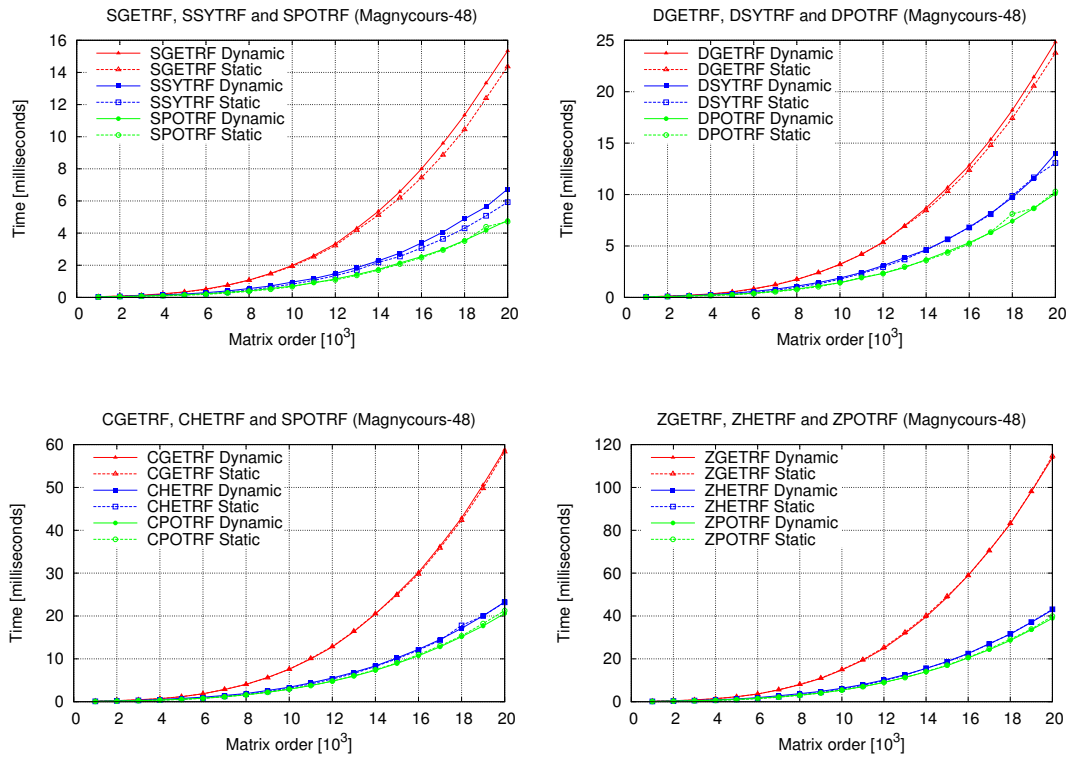 SGETRF, SSYTRF and SPOTRF (Magnycours-48)
16
14
12
10
8
6
4
2
0
Time [milliseconds]
SGETRF Dynamic
SGETRF Static
SSYTRF Dynamic
SSYTRF Static
SPOTRF Dynamic
SPOTRF Static
0 2 4 6 8 10 12 14 16 18 20
Matrix order [10^3]
DGETRF, DSYTRF and DPOTRF (Magnycours-48)
25
20
15
10
5
0
Time [milliseconds]
DGETRF Dynamic
DGETRF Static
DSYTRF Dynamic
DSYTRF Static
DPOTRF Dynamic
DPOTRF Static
0 2 4 6 8 10 12 14 16 18 20
Matrix order [10^3]
CGETRF, CHETRF and SPOTRF (Magnycours-48)
60
50
40
30
20
10
0
Time [milliseconds]
CGETRF Dynamic
CGETRF Static
CHETRF Dynamic
CHETRF Static
CPOTRF Dynamic
CPOTRF Static
0 2 4 6 8 10 12 14 16 18 20
Matrix order [10^3]
ZGETRF, ZHETRF and ZPOTRF (Magnycours-48)
120
100
80
60
40
20
0
Time [milliseconds]
ZGETRF Dynamic
ZGETRF Static
ZHETRF Dynamic
ZHETRF Static
ZPOTRF Dynamic
ZPOTRF Static
0 2 4 6 8 10 12 14 16 18 20
Matrix order [10^3]